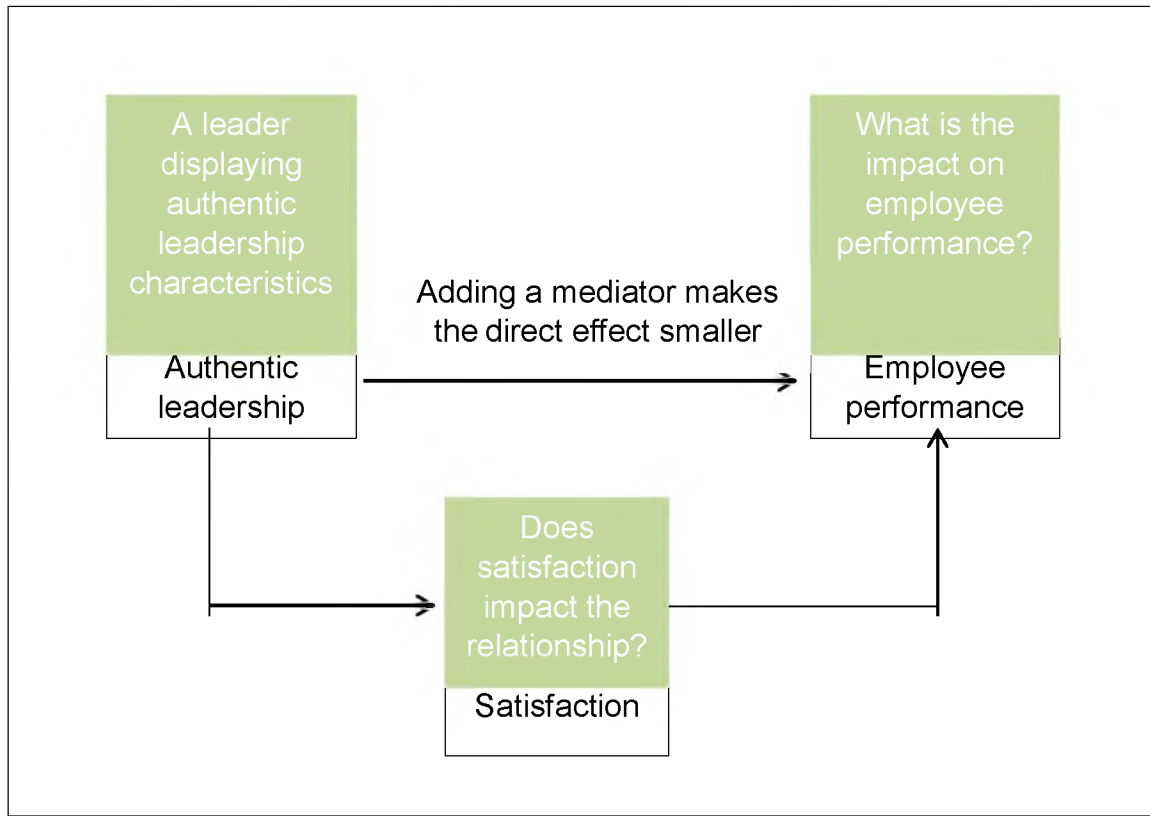 A leader
displaying
authentic
leadership
characteristics
Authentic
leadership
Adding a mediator makes
the direct effect smaller
What is the
impact on
employee
performance?
Employee
performance
Does
satisfaction
impact the
relationship?
Satisfaction